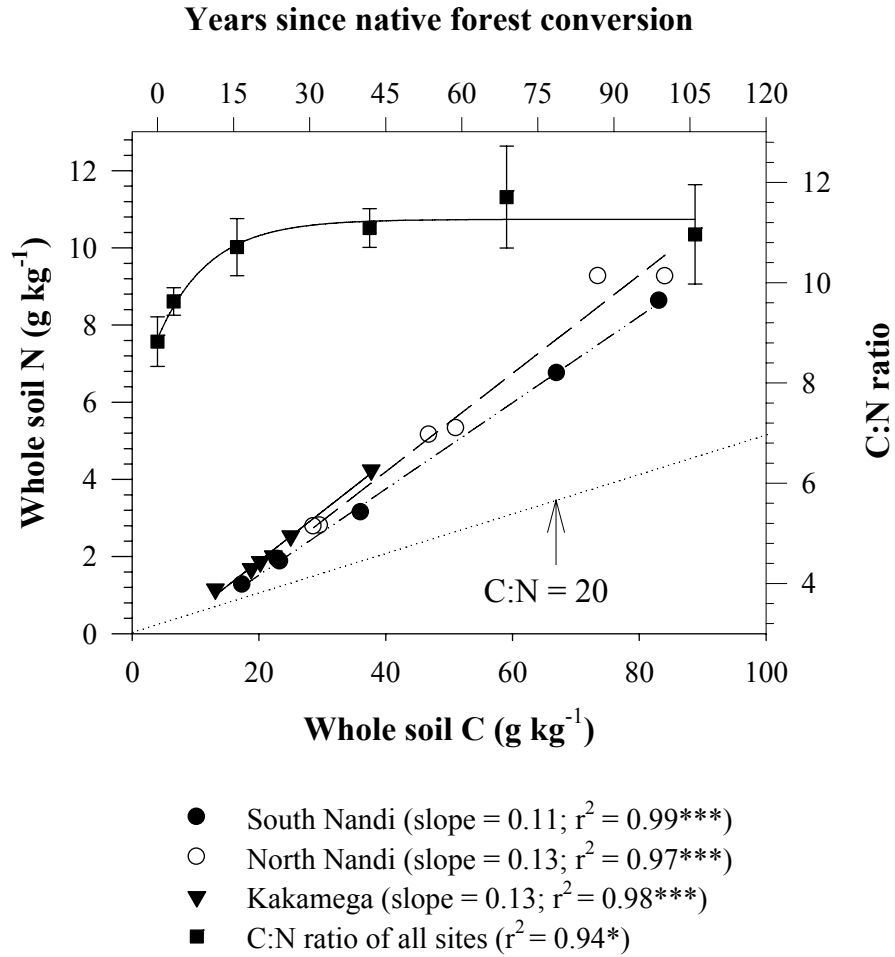 Years since native forest conversion
0 15 30 45 60 75 90 105 120
Whole soil N (g kg⁻¹)
12
10
8
6
4
2
0
C:N ratio
12
10
8
6
4
C:N = 20
0 20 40 60 80 100
Whole soil C (g kg⁻¹)
South Nandi (slope = 0.11; r² = 0.99***)
North Nandi (slope = 0.13; r² = 0.97***)
Kakamega (slope = 0.13; r² = 0.98***)
C:N ratio of all sites (r² = 0.94*)